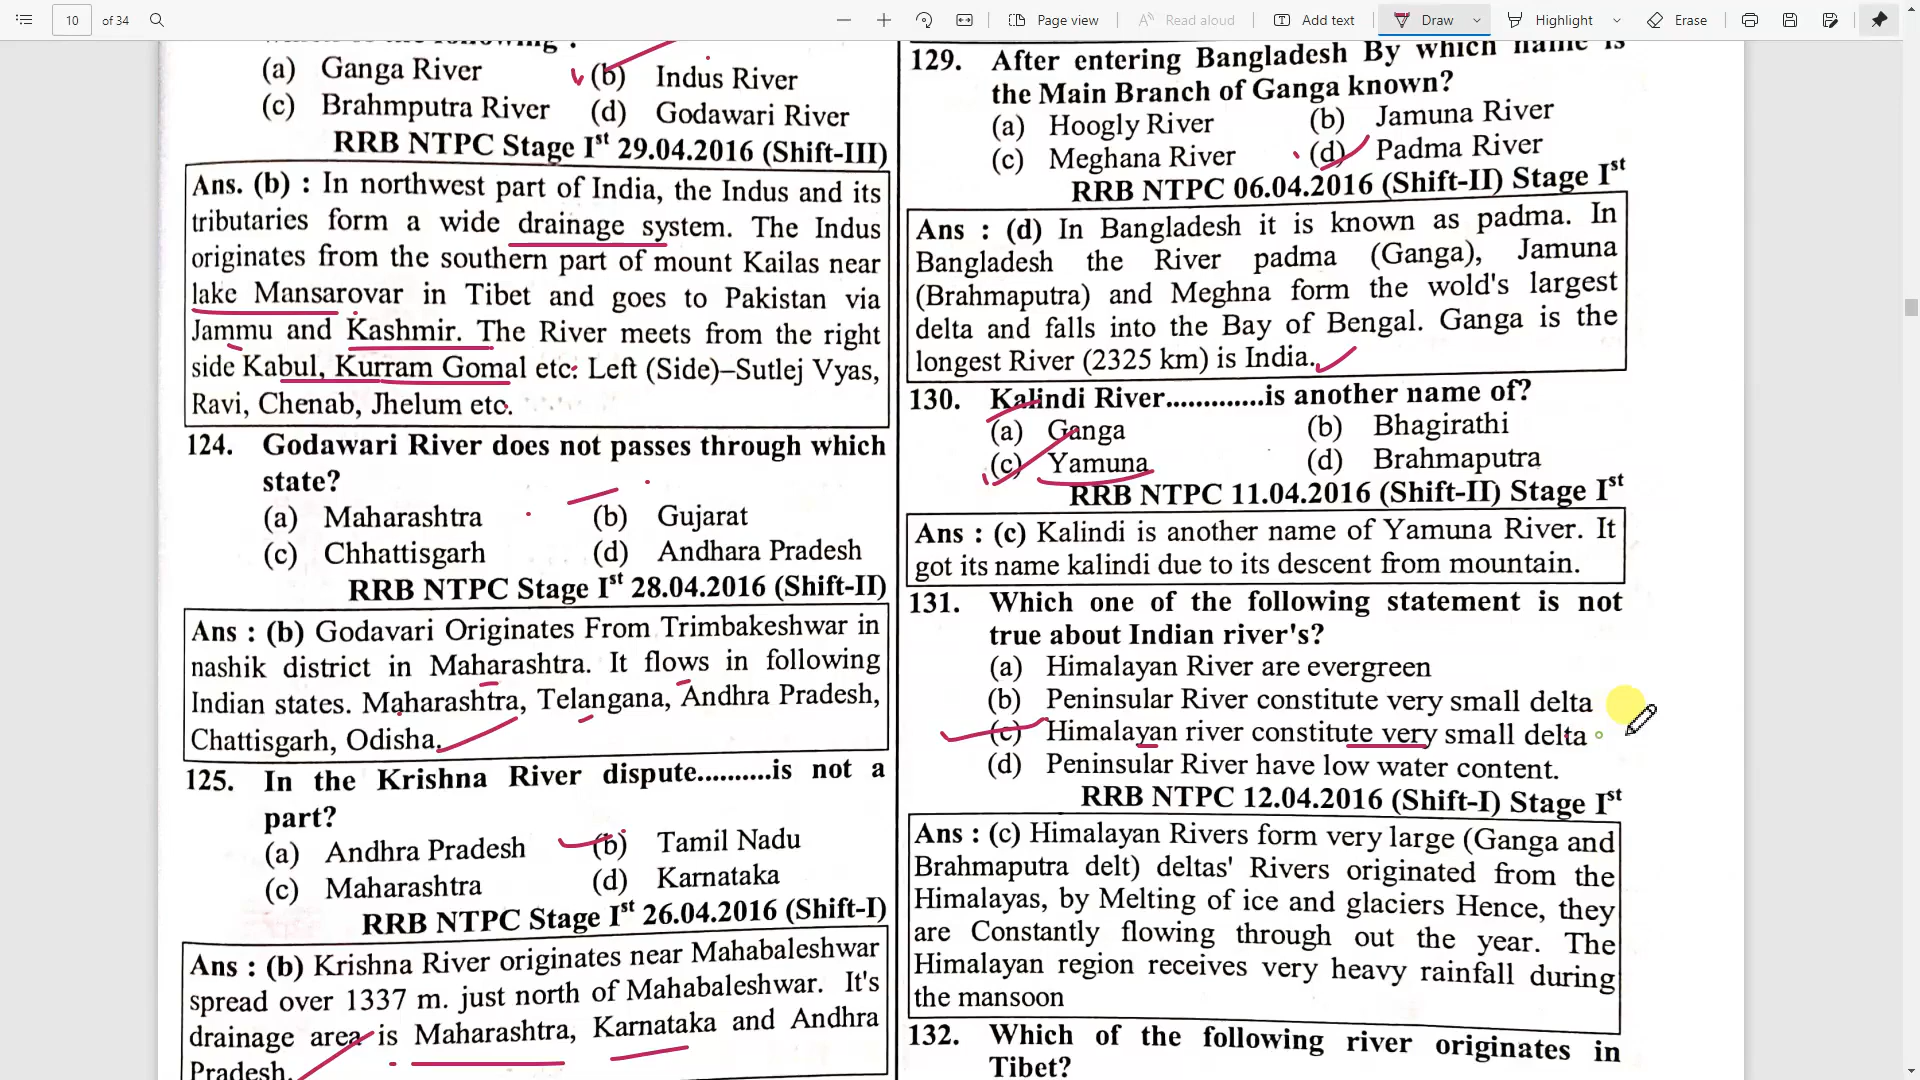 10 of 34
Page view
Read aloud
Add text
Draw
Highlight
Erase
(a) Ganga River (b) Indus River
(c) Brahmputra River (d) Godawari River
RRB NTPC Stage Ist 29.04.2016 (Shift-III)
Ans. (b) : In northwest part of India, the Indus and its
tributaries form a wide drainage system. The Indus
originates from the southern part of mount Kailas near
lake Mansarovar in Tibet and goes to Pakistan via
Jammu and Kashmir. The River meets from the right
side Kabul, Kurram Gomal etc. Left (Side)–Sutlej Vyas,
Ravi, Chenab, Jhelum etc.
124. Godawari River does not passes through which
state?
(a) Maharashtra (b) Gujarat
(c) Chhattisgarh (d) Andhara Pradesh
RRB NTPC Stage Ist 28.04.2016 (Shift-II)
Ans : (b) Godavari Originates From Trimbakeshwar in
nashik district in Maharashtra. It flows in following
Indian states. Maharashtra, Telangana, Andhra Pradesh,
Chattisgarh, Odisha.
125. In the Krishna River dispute..........is not a
part?
(a) Andhra Pradesh (b) Tamil Nadu
(c) Maharashtra (d) Karnataka
RRB NTPC Stage Ist 26.04.2016 (Shift-I)
Ans : (b) Krishna River originates near Mahabaleshwar
spread over 1337 m. just north of Mahabaleshwar. It's
drainage area is Maharashtra, Karnataka and Andhra
Pradesh.
129. After entering Bangladesh By which name is
the Main Branch of Ganga known?
(a) Hoogly River (b) Jamuna River
(c) Meghana River (d) Padma River
RRB NTPC 06.04.2016 (Shift-II) Stage Ist
Ans : (d) In Bangladesh it is known as padma. In
Bangladesh the River padma (Ganga), Jamuna
(Brahmaputra) and Meghna form the wold's largest
delta and falls into the Bay of Bengal. Ganga is the
longest River (2325 km) is India.
130. Kalindi River.............is another name of?
(a) Ganga (b) Bhagirathi
(c) Yamuna (d) Brahmaputra
RRB NTPC 11.04.2016 (Shift-II) Stage Ist
Ans : (c) Kalindi is another name of Yamuna River. It
got its name kalindi due to its descent from mountain.
131. Which one of the following statement is not
true about Indian river's?
(a) Himalayan River are evergreen
(b) Peninsular River constitute very small delta
(c) Himalayan river constitute very small delta
(d) Peninsular River have low water content.
RRB NTPC 12.04.2016 (Shift-I) Stage Ist
Ans : (c) Himalayan Rivers form very large (Ganga and
Brahmaputra delt) deltas' Rivers originated from the
Himalayas, by Melting of ice and glaciers Hence, they
are Constantly flowing through out the year. The
Himalayan region receives very heavy rainfall during
the mansoon
132. Which of the following river originates in
Tibet?